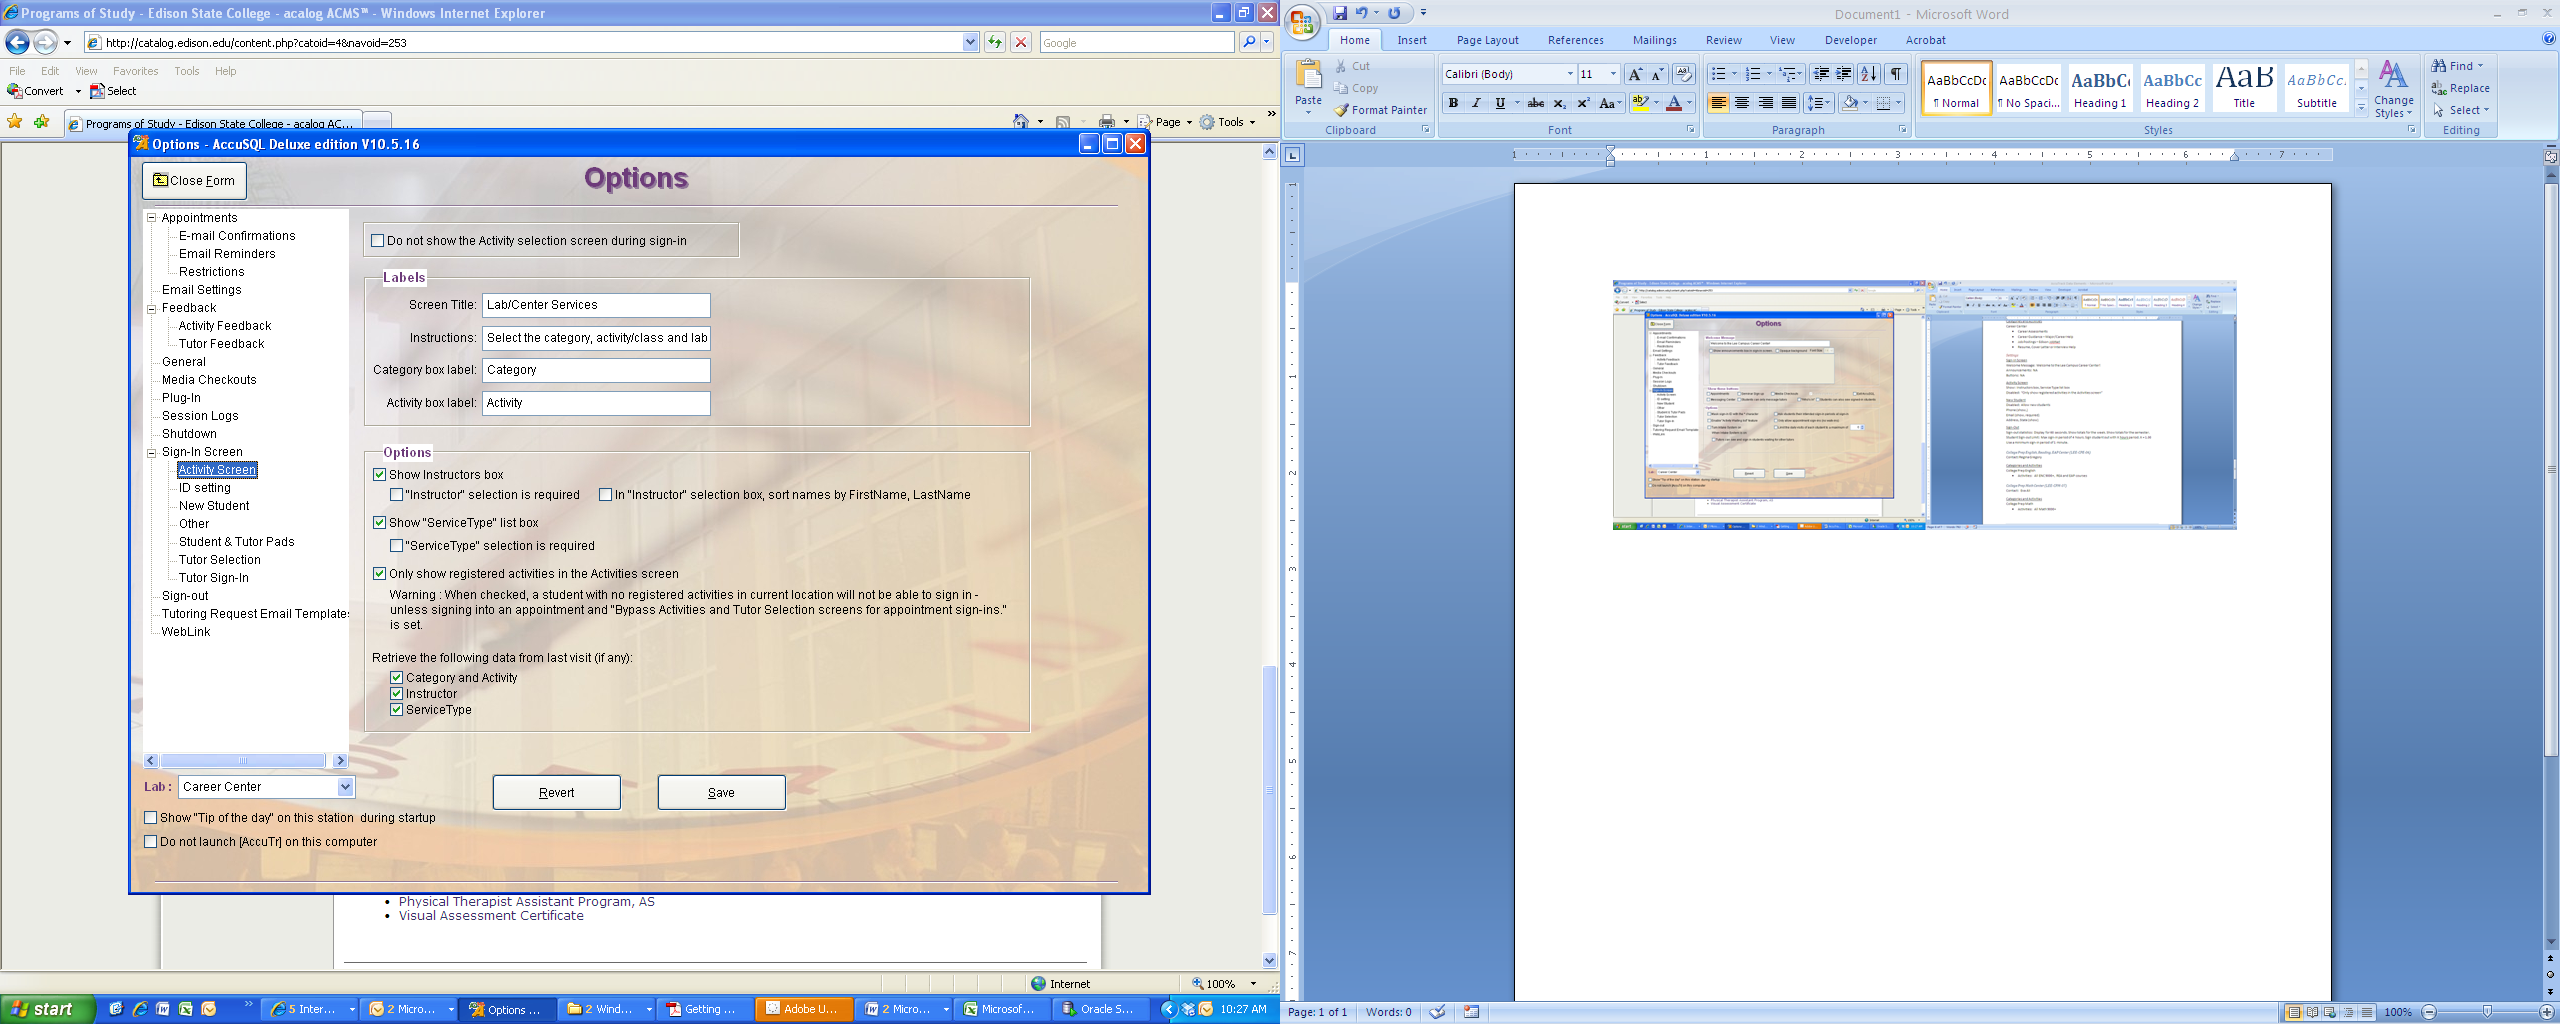 Programs of Study - Edison State College - acalog ACMS™ - Windows Internet Explorer
http://catalog.edison.edu/content.php?catoid=4&navoid=253
Google
File Edit View Favorites Tools Help
Convert Select
Programs of Study - Edison State College - acalog AC...
Page Tools
Options - AccuSQL Deluxe edition V10.5.16
Close Form
Options
Appointments
E-mail Confirmations
Email Reminders
Restrictions
Email Settings
Feedback
Activity Feedback
Tutor Feedback
General
Media Checkouts
Plug-In
Session Logs
Shutdown
Sign-In Screen
Activity Screen
ID setting
New Student
Other
Student & Tutor Pads
Tutor Selection
Tutor Sign-In
Sign-out
Tutoring Request Email Templates
WebLink
Lab : Career Center
Show "Tip of the day" on this station during startup
Do not launch [AccuTr] on this computer
Do not show the Activity selection screen during sign-in
Labels
Screen Title: Lab/Center Services
Instructions: Select the category, activity/class and lab
Category box label: Category
Activity box label: Activity
Options
Show Instructors box
"Instructor" selection is required In "Instructor" selection box, sort names by FirstName, LastName
Show "ServiceType" list box
"ServiceType" selection is required
Only show registered activities in the Activities screen
Warning : When checked, a student with no registered activities in current location will not be able to sign in -
unless signing into an appointment and "Bypass Activities and Tutor Selection screens for appointment sign-ins."
is set.
Retrieve the following data from last visit (if any):
Category and Activity
Instructor
ServiceType
Revert Save
Physical Therapist Assistant Program, AS
Visual Assessment Certificate
Internet 100%
start 5 Inter... 2 Micro... Options ... 2 Wind... Getting ... Adobe U... 2 Micro... Microsof... Oracle S... 10:27 AM
Document1 - Microsoft Word
Home Insert Page Layout References Mailings Review View Developer Acrobat
Paste
Cut
Copy
Format Painter
Clipboard
Calibri (Body) 11
Font
Paragraph
AaBbCcDc AaBbCcDc AaBbC AaBbCc AaB AaBbCc.
¶ Normal ¶ No Spaci... Heading 1 Heading 2 Title Subtitle
Change
Styles
Styles
Find
Replace
Select
Editing
Page: 1 of 1 Words: 0 100%